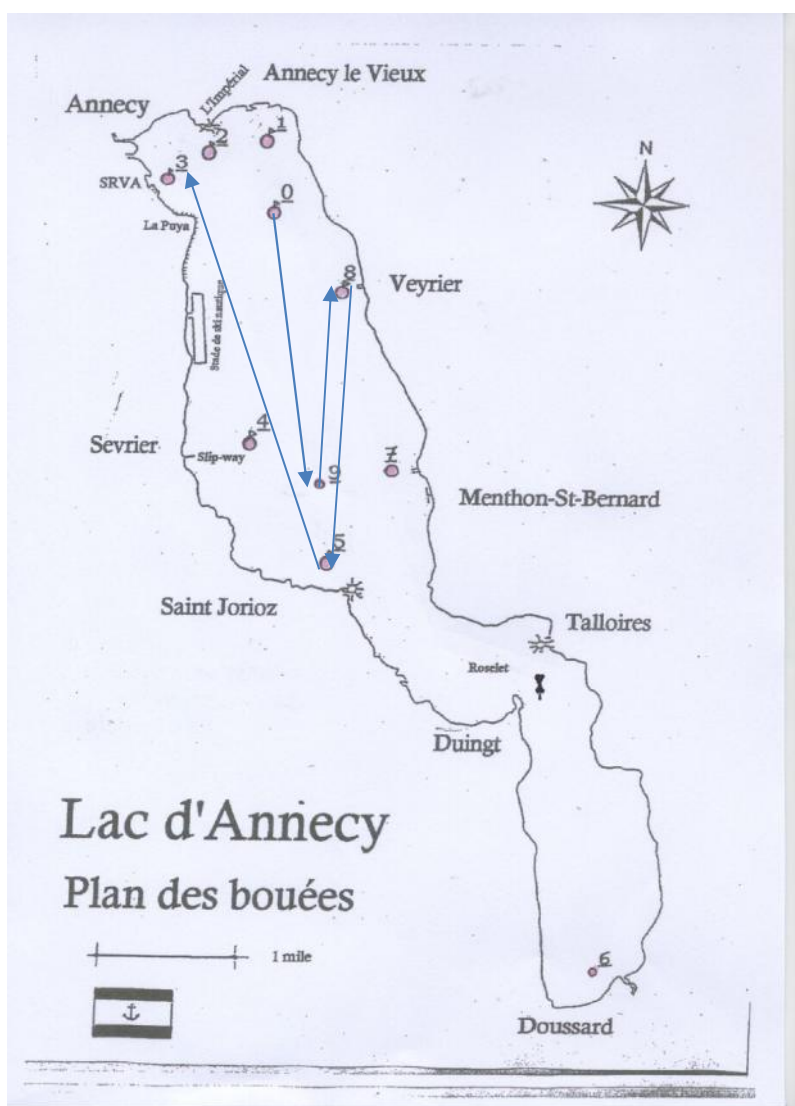 Annecy le Vieux
L'Impérial
Annecy
1
2
3
SRVA
0
N
La Puya
8
Veyrier
Stade de ski nautique
4
Sevrier
Slip-way
9
7
Menthon-St-Bernard
5
Saint Jorioz
Talloires
Roselet
Duingt
Lac d'Annecy
Plan des bouées
1 mile
6
Doussard